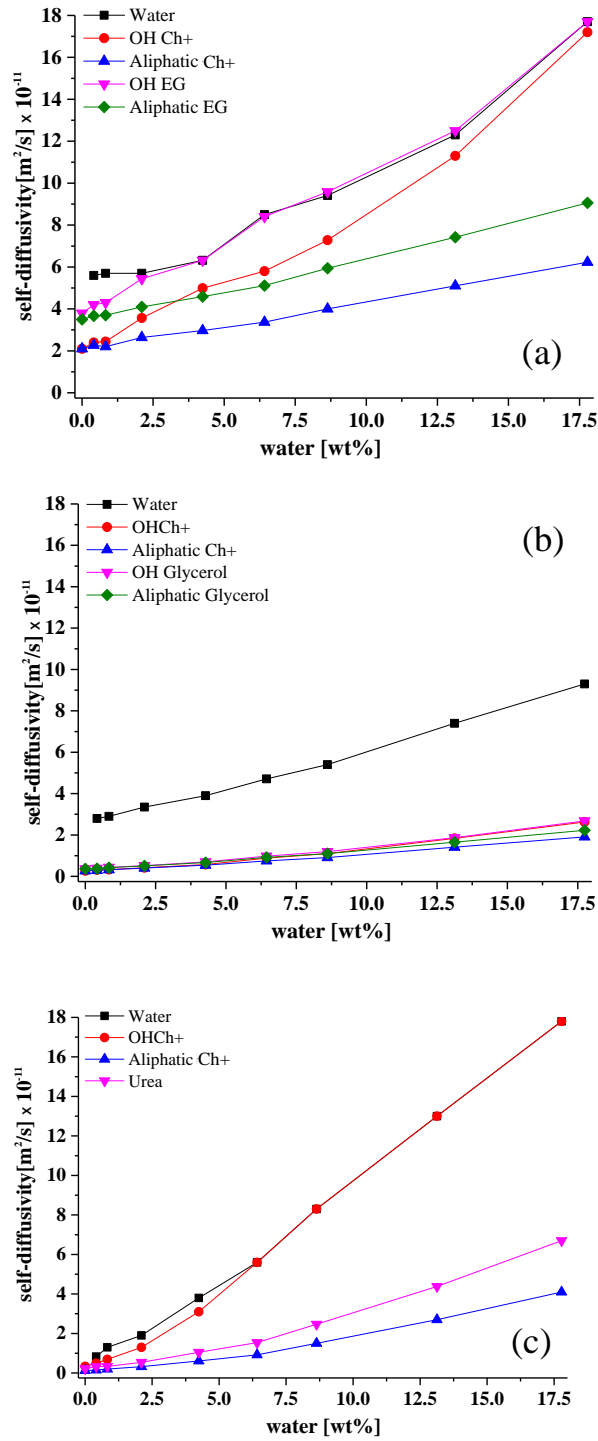 18
16
14
12
10
8
6
4
2
0
self-diffusivity[m²/s] x 10⁻¹¹
Water
OH Ch+
Aliphatic Ch+
OH EG
Aliphatic EG
(a)
0.0 2.5 5.0 7.5 10.0 12.5 15.0 17.5
water [wt%]
18
16
14
12
10
8
6
4
2
0
self-diffusivity[m²/s] x 10⁻¹¹
Water
OHCh+
Aliphatic Ch+
OH Glycerol
Aliphatic Glycerol
(b)
0.0 2.5 5.0 7.5 10.0 12.5 15.0 17.5
water [wt%]
18
16
14
12
10
8
6
4
2
0
self-diffusivity[m²/s] x 10⁻¹¹
Water
OHCh+
Aliphatic Ch+
Urea
(c)
0.0 2.5 5.0 7.5 10.0 12.5 15.0 17.5
water [wt%]